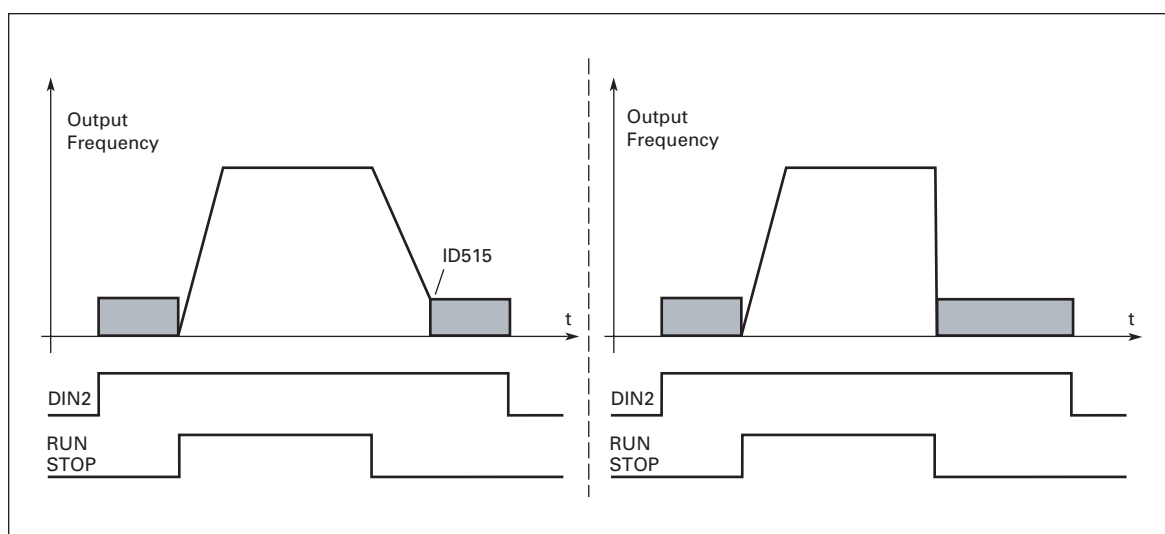 Output
Frequency
ID515
t
DIN2
RUN
STOP
Output
Frequency
t
DIN2
RUN
STOP